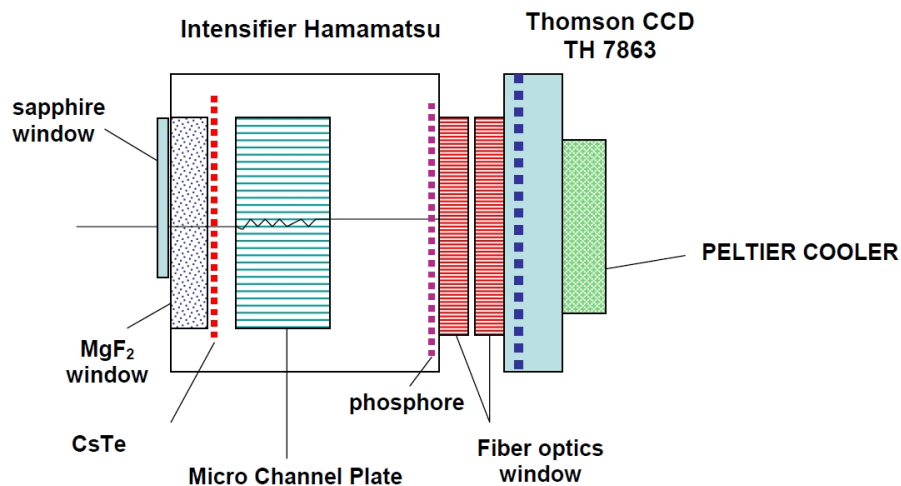 Intensifier Hamamatsu
Thomson CCD
TH 7863
sapphire
window
PELTIER COOLER
MgF₂
window
phosphore
CsTe
Micro Channel Plate
Fiber optics
window